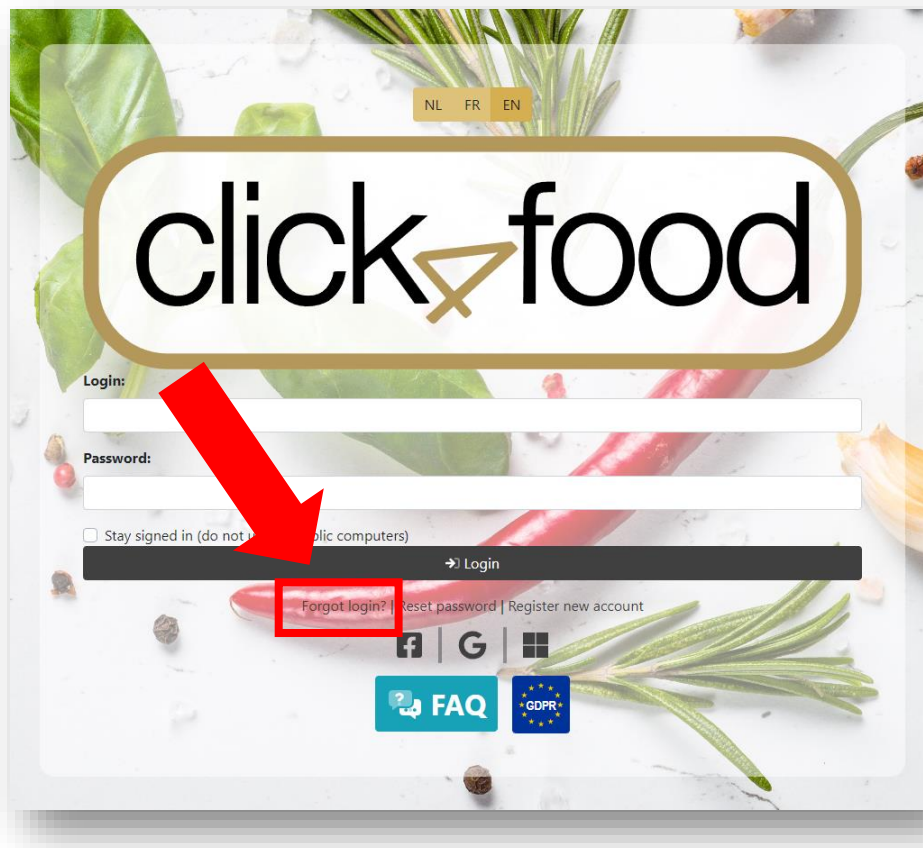 NL FR EN
click4food
Login:
Password:
Stay signed in (do not u blic computers)
Login
Forgot login? | Reset password | Register new account
G
? FAQ
GDPR